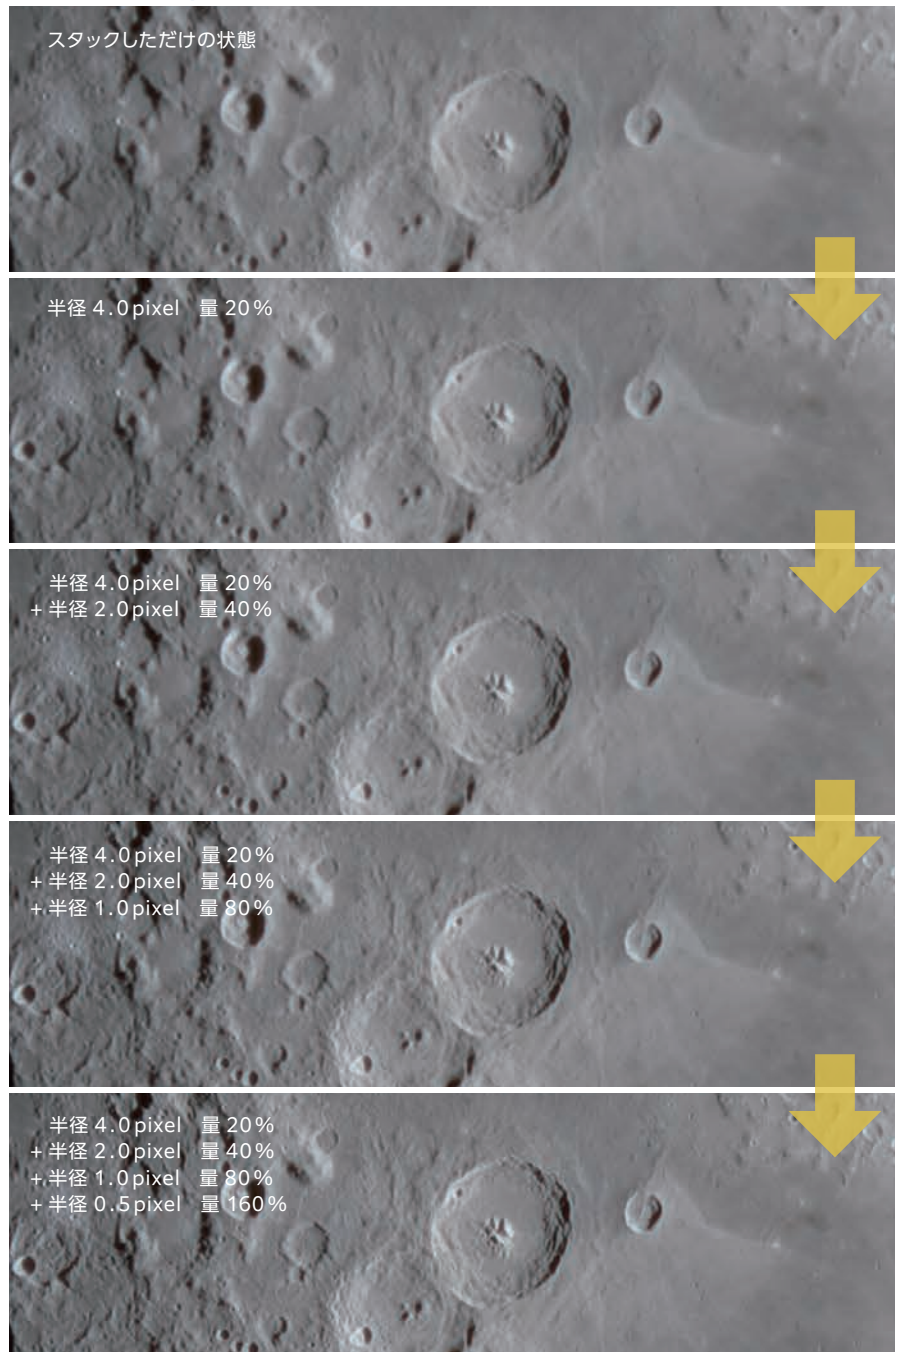 スタックしただけの状態
半径 4.0pixel 量 20%
半径 4.0pixel 量 20%
+半径 2.0pixel 量 40%
半径 4.0pixel 量 20%
+半径 2.0pixel 量 40%
+半径 1.0pixel 量 80%
半径 4.0pixel 量 20%
+半径 2.0pixel 量 40%
+半径 1.0pixel 量 80%
+半径 0.5pixel 量 160%